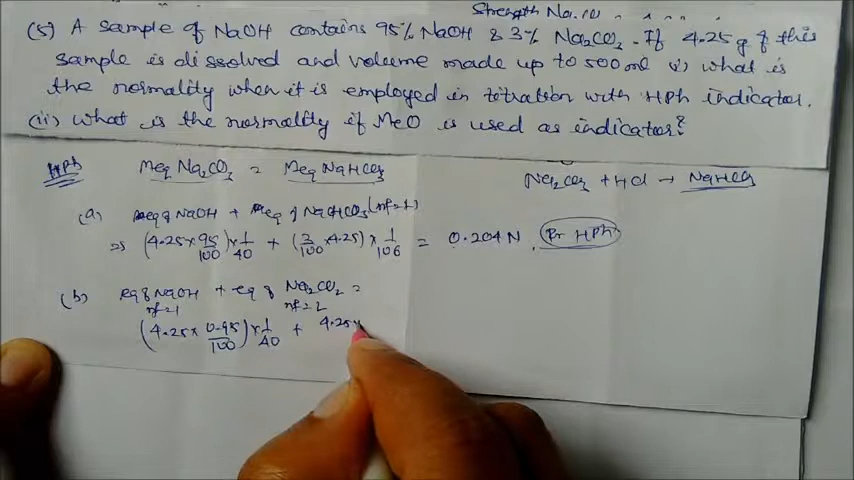 Strength No.
(5) A sample of NaOH contains 95% NaOH & 3% Na₂CO₃. If 4.25g of this
sample is dissolved and volume made up to 500 ml i) what is
the normality when it is employed in titration with HPh indicator.
(ii) What is the normality if MeO is used as indicator?
HPh Meq Na₂CO₃ = Meq NaHCO₃
Na₂CO₃ + HCl → NaHCO₃
(a) Meq NaOH + Meq of NaHCO₃ (nf=1)
⇒ (4.25 × 95/100) × 1/40 + (3/100 × 4.25) × 1/106 = 0.204 N. For HPh
(b) eq of NaOH + eq of Na₂CO₃ =
nf=1 nf=2
(4.25 × 0.95/100) × 1/40 + 4.25 ×